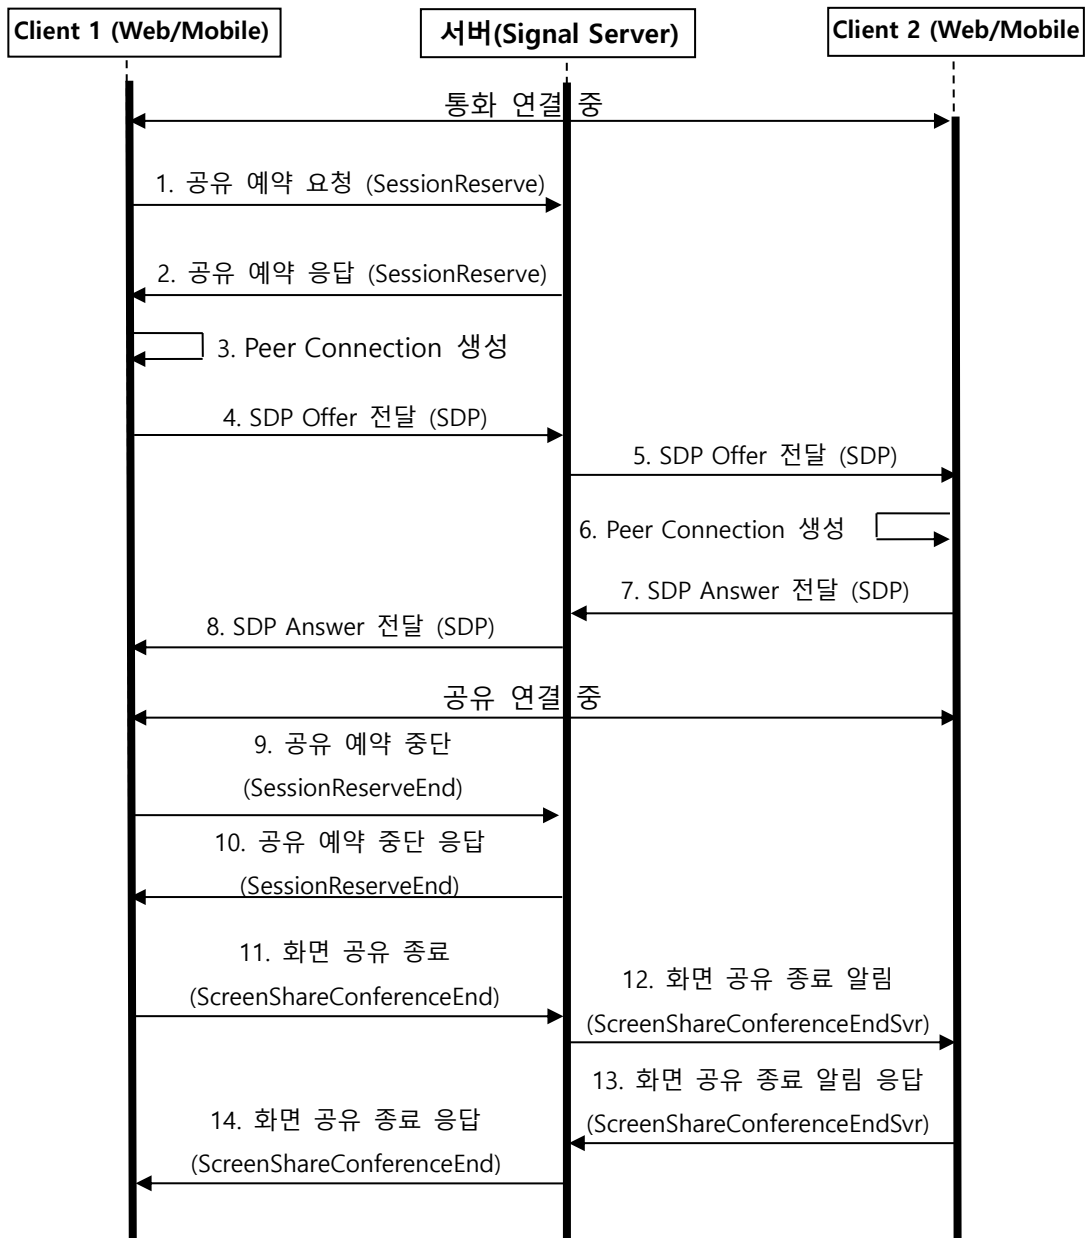 Client 1 (Web/Mobile)
서버(Signal Server)
Client 2 (Web/Mobile
통화 연결 중
1. 공유 예약 요청 (SessionReserve)
2. 공유 예약 응답 (SessionReserve)
3. Peer Connection 생성
4. SDP Offer 전달 (SDP)
5. SDP Offer 전달 (SDP)
6. Peer Connection 생성
7. SDP Answer 전달 (SDP)
8. SDP Answer 전달 (SDP)
공유 연결 중
9. 공유 예약 중단
(SessionReserveEnd)
10. 공유 예약 중단 응답
(SessionReserveEnd)
11. 화면 공유 종료
(ScreenShareConferenceEnd)
12. 화면 공유 종료 알림
(ScreenShareConferenceEndSvr)
13. 화면 공유 종료 알림 응답
(ScreenShareConferenceEndSvr)
14. 화면 공유 종료 응답
(ScreenShareConferenceEnd)